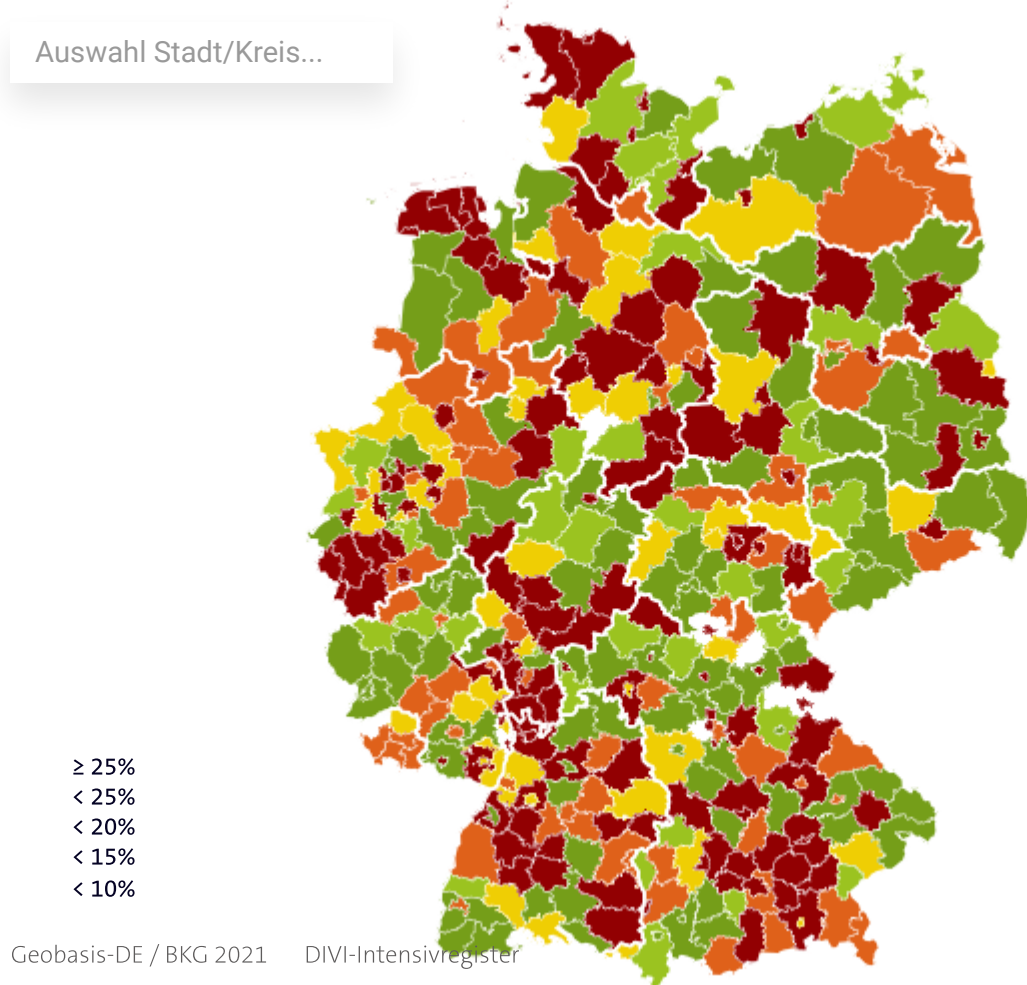 Auswahl Stadt/Kreis...
≥ 25%
< 25%
< 20%
< 15%
< 10%
Geobasis-DE / BKG 2021 DIVI-Intensivregister